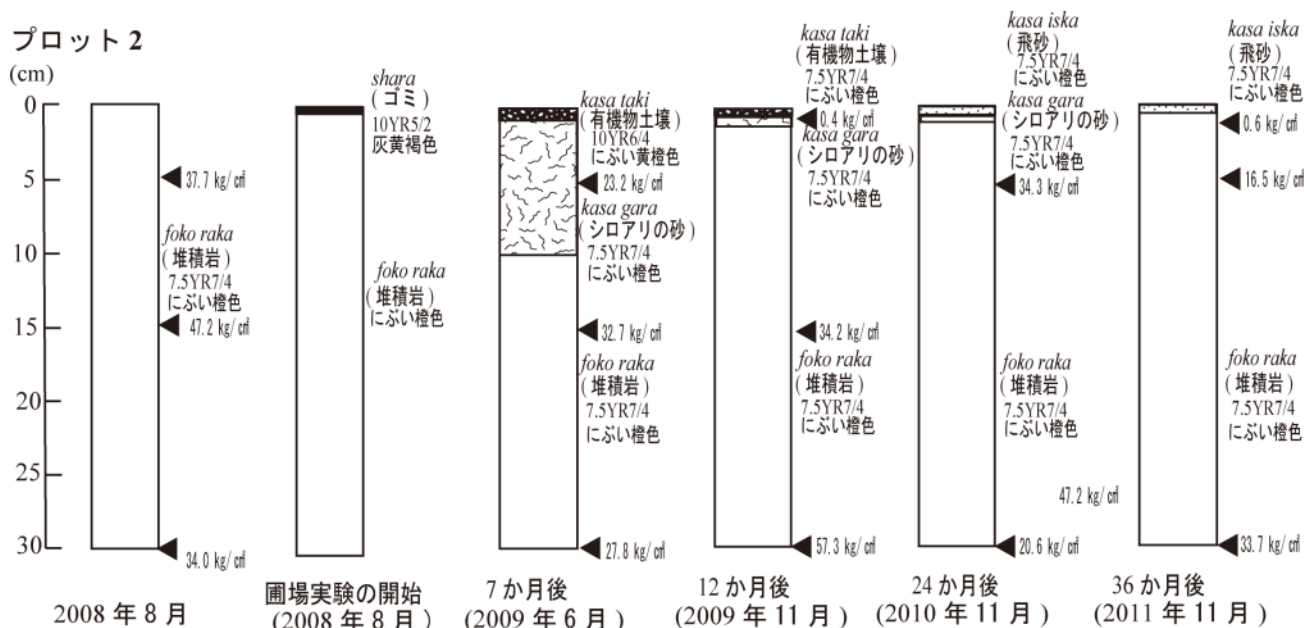 プロット 2
(cm)
0
5
10
15
20
25
30
37.7 kg/c㎡
foko raka
(堆積岩)
7.5YR7/4
にぶい橙色
47.2 kg/c㎡
34.0 kg/c㎡
2008 年 8 月
shara
(ゴミ)
10YR5/2
灰黄褐色
foko raka
(堆積岩)
にぶい橙色
圃場実験の開始
(2008 年 8 月)
kasa taki
(有機物土壌)
10YR6/4
にぶい黄橙色
23.2 kg/c㎡
kasa gara
(シロアリの砂)
7.5YR7/4
にぶい橙色
32.7 kg/c㎡
foko raka
(堆積岩)
7.5YR7/4
にぶい橙色
27.8 kg/c㎡
7 か月後
(2009 年 6 月)
kasa taki
(有機物土壌)
7.5YR7/4
にぶい橙色
0.4 kg/c㎡
kasa gara
(シロアリの砂)
7.5YR7/4
にぶい橙色
34.2 kg/c㎡
foko raka
(堆積岩)
7.5YR7/4
にぶい橙色
57.3 kg/c㎡
12 か月後
(2009 年 11 月)
kasa iska
(飛砂)
7.5YR7/4
にぶい橙色
kasa gara
(シロアリの砂)
7.5YR7/4
にぶい橙色
34.3 kg/c㎡
foko raka
(堆積岩)
7.5YR7/4
にぶい橙色
20.6 kg/c㎡
24 か月後
(2010 年 11 月)
kasa iska
(飛砂)
7.5YR7/4
にぶい橙色
0.6 kg/c㎡
16.5 kg/c㎡
foko raka
(堆積岩)
7.5YR7/4
にぶい橙色
47.2 kg/c㎡
33.7 kg/c㎡
36 か月後
(2011 年 11 月)